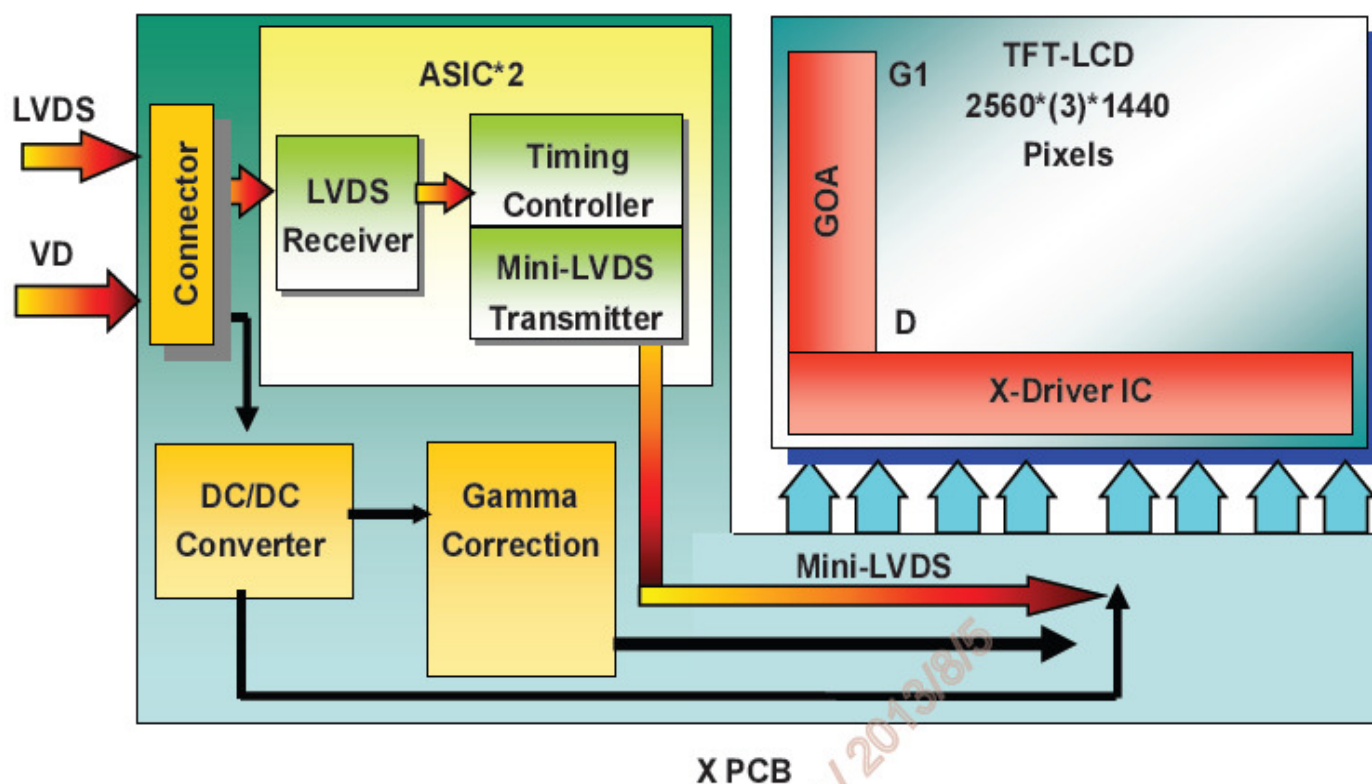 LVDS
VD
Connector
ASIC*2
LVDS
Receiver
Timing
Controller
Mini-LVDS
Transmitter
DC/DC
Converter
Gamma
Correction
Mini-LVDS
TFT-LCD
2560*(3)*1440
Pixels
G1
GOA
D
X-Driver IC
/ 2013/8/5
X PCB